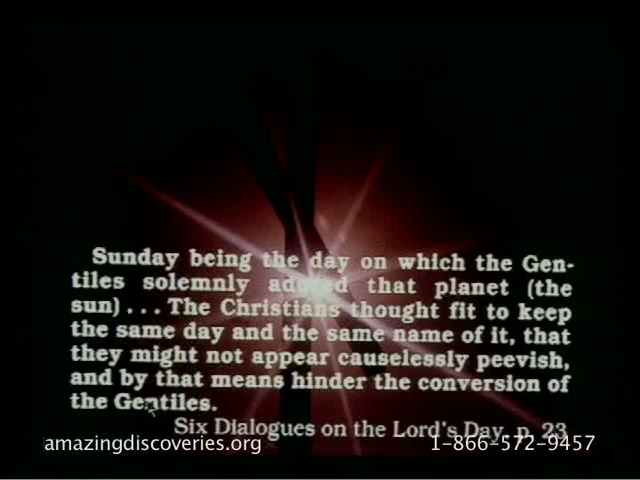 Sunday being the day on which the Gen-
tiles solemnly adored that planet (the
sun) . . . The Christians thought fit to keep
the same day and the same name of it, that
they might not appear causelessly peevish,
and by that means hinder the conversion of
the Gentiles.
Six Dialogues on the Lord's Day, p. 23
amazingdiscoveries.org 1-866-572-9457